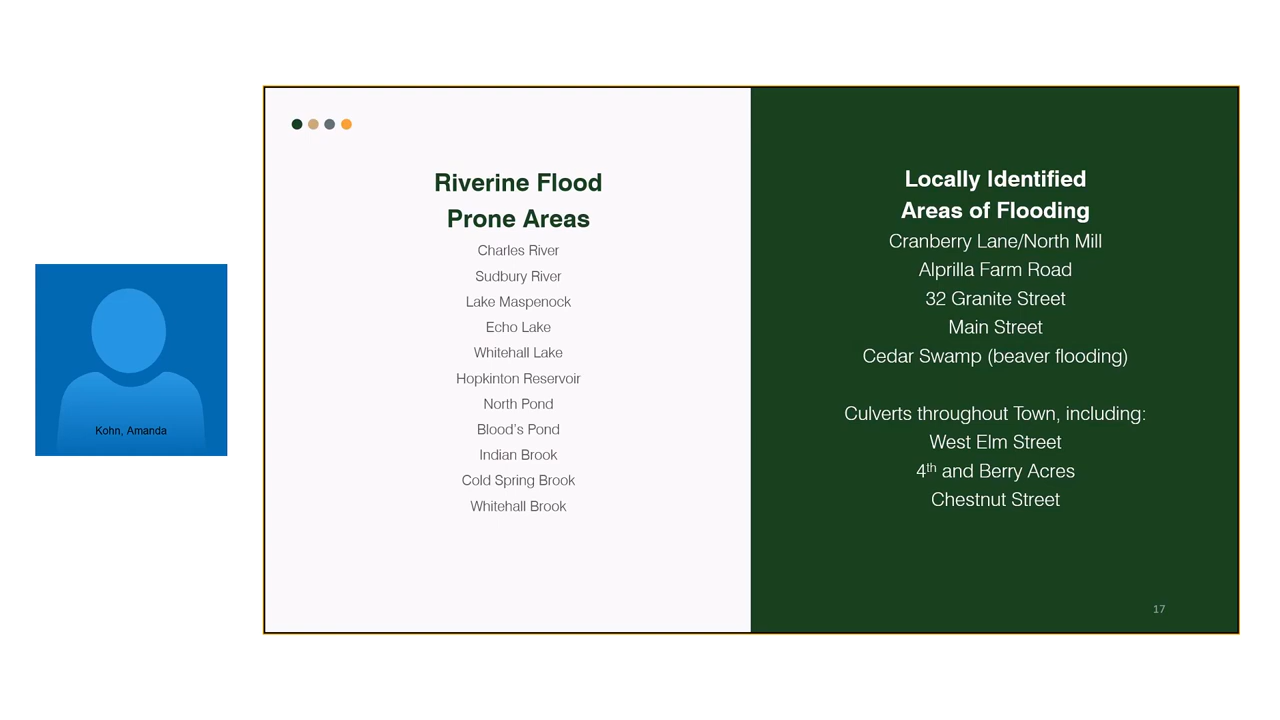 Kohn, Amanda
Riverine Flood
Prone Areas
Charles River
Sudbury River
Lake Maspenock
Echo Lake
Whitehall Lake
Hopkinton Reservoir
North Pond
Blood's Pond
Indian Brook
Cold Spring Brook
Whitehall Brook
Locally Identified
Areas of Flooding
Cranberry Lane/North Mill
Alprilla Farm Road
32 Granite Street
Main Street
Cedar Swamp (beaver flooding)
Culverts throughout Town, including:
West Elm Street
4th and Berry Acres
Chestnut Street
17